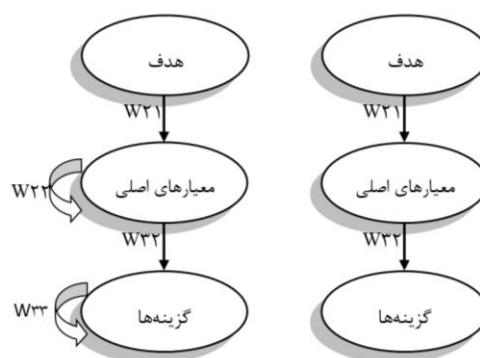 هدف
W۲۱
معیارهای اصلی
W۲۲
W۳۲
گزینه‌ها
W۳۳
هدف
W۲۱
معیارهای اصلی
W۳۲
گزینه‌ها